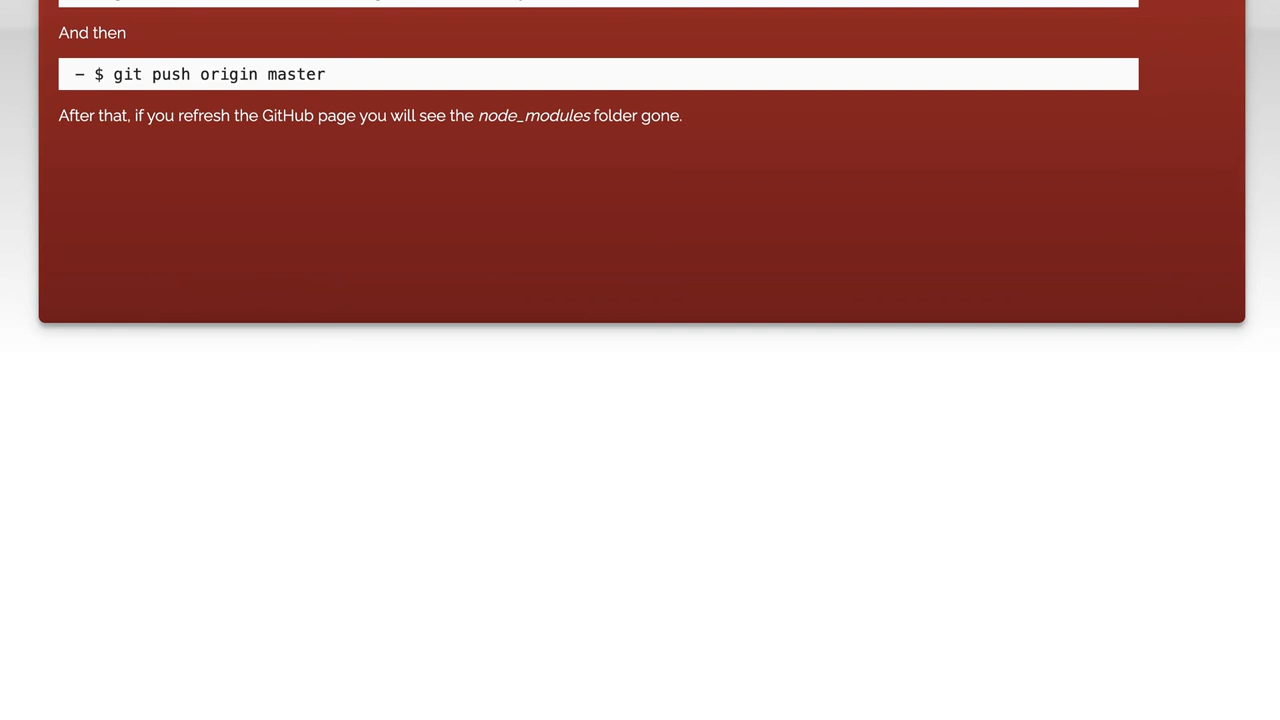 And then
– $ git push origin master
After that, if you refresh the GitHub page you will see the node_modules folder gone.